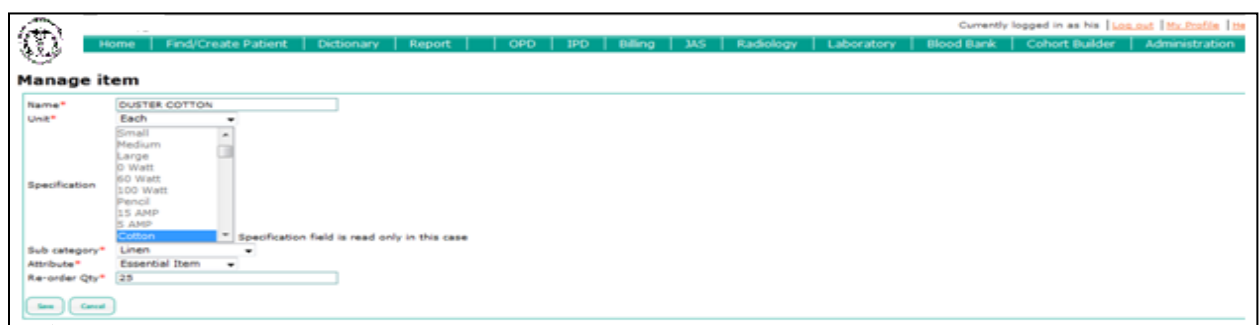 Currently logged in as his | Log out | My Profile | He
Home | Find/Create Patient | Dictionary | Report | | OPD | IPD | Billing | JAS | Radiology | Laboratory | Blood Bank | Cohort Builder | Administration
Manage item
Name* DUSTER COTTON
Unit* Each
Small
Medium
Large
0 Watt
60 Watt
100 Watt
Pencil
15 AMP
5 AMP
Cotton
Specification
Specification field is read only in this case
Sub category* Linen
Attribute* Essential Item
Re-order Qty* 25
Save Cancel